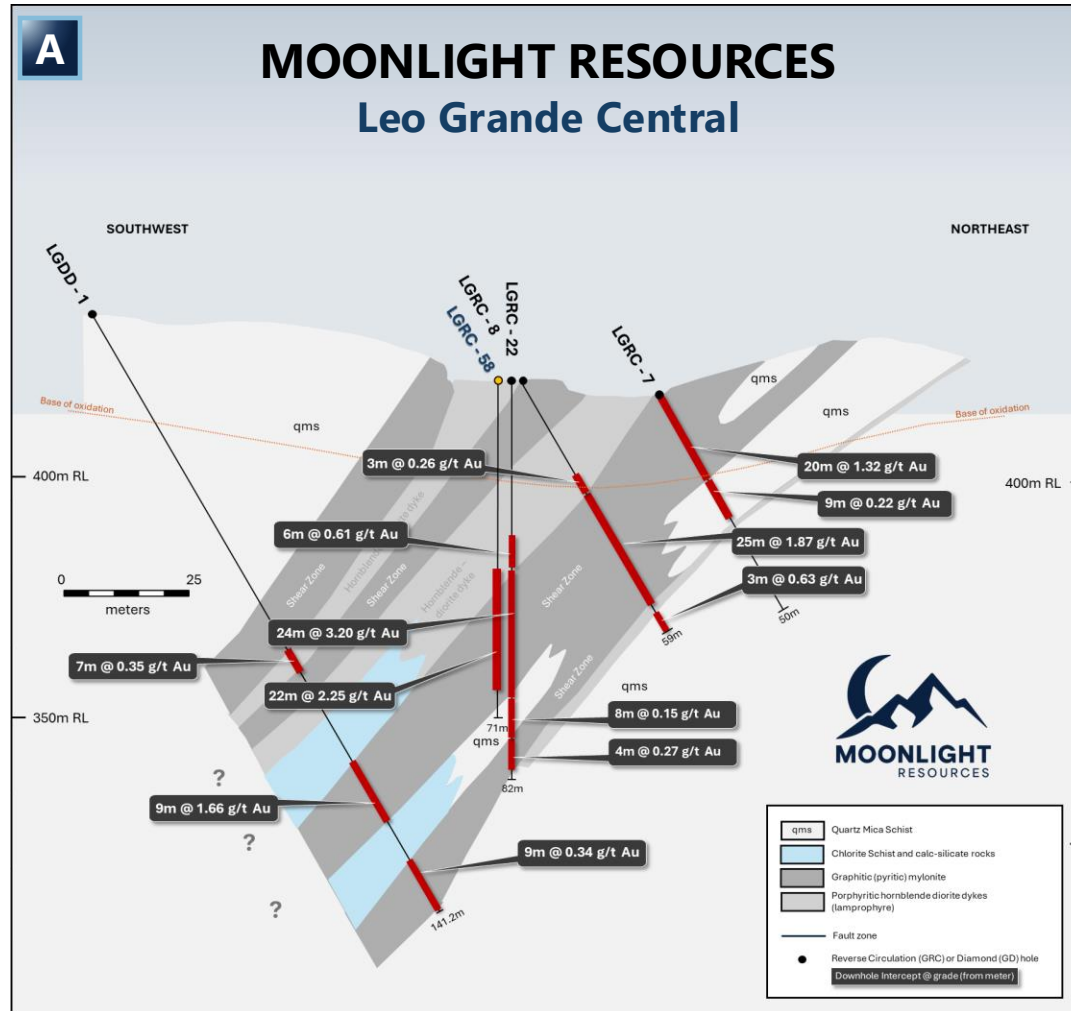 A
MOONLIGHT RESOURCES
Leo Grande Central
SOUTHWEST
NORTHEAST
LGDD - 1
LGRC - 58
LGRC - 8
LGRC - 22
LGRC - 7
qms
qms
qms
Base of oxidation
Base of oxidation
400m RL
400m RL
3m @ 0.26 g/t Au
20m @ 1.32 g/t Au
9m @ 0.22 g/t Au
6m @ 0.61 g/t Au
25m @ 1.87 g/t Au
3m @ 0.63 g/t Au
Shear Zone
Hornblende dyke
Shear Zone
Hornblende –
diorite dyke
Shear Zone
Shear Zone
0 25
meters
50m
59m
24m @ 3.20 g/t Au
7m @ 0.35 g/t Au
22m @ 2.25 g/t Au
qms
8m @ 0.15 g/t Au
350m RL
71m
qms
4m @ 0.27 g/t Au
82m
MOONLIGHT
RESOURCES
?
9m @ 1.66 g/t Au
?
9m @ 0.34 g/t Au
?
141.2m
qms Quartz Mica Schist
Chlorite Schist and calc-silicate rocks
Graphitic (pyritic) mylonite
Porphyritic hornblende diorite dykes
(lamprophyre)
Fault zone
Reverse Circulation (GRC) or Diamond (GD) hole
Downhole Intercept @ grade (from meter)